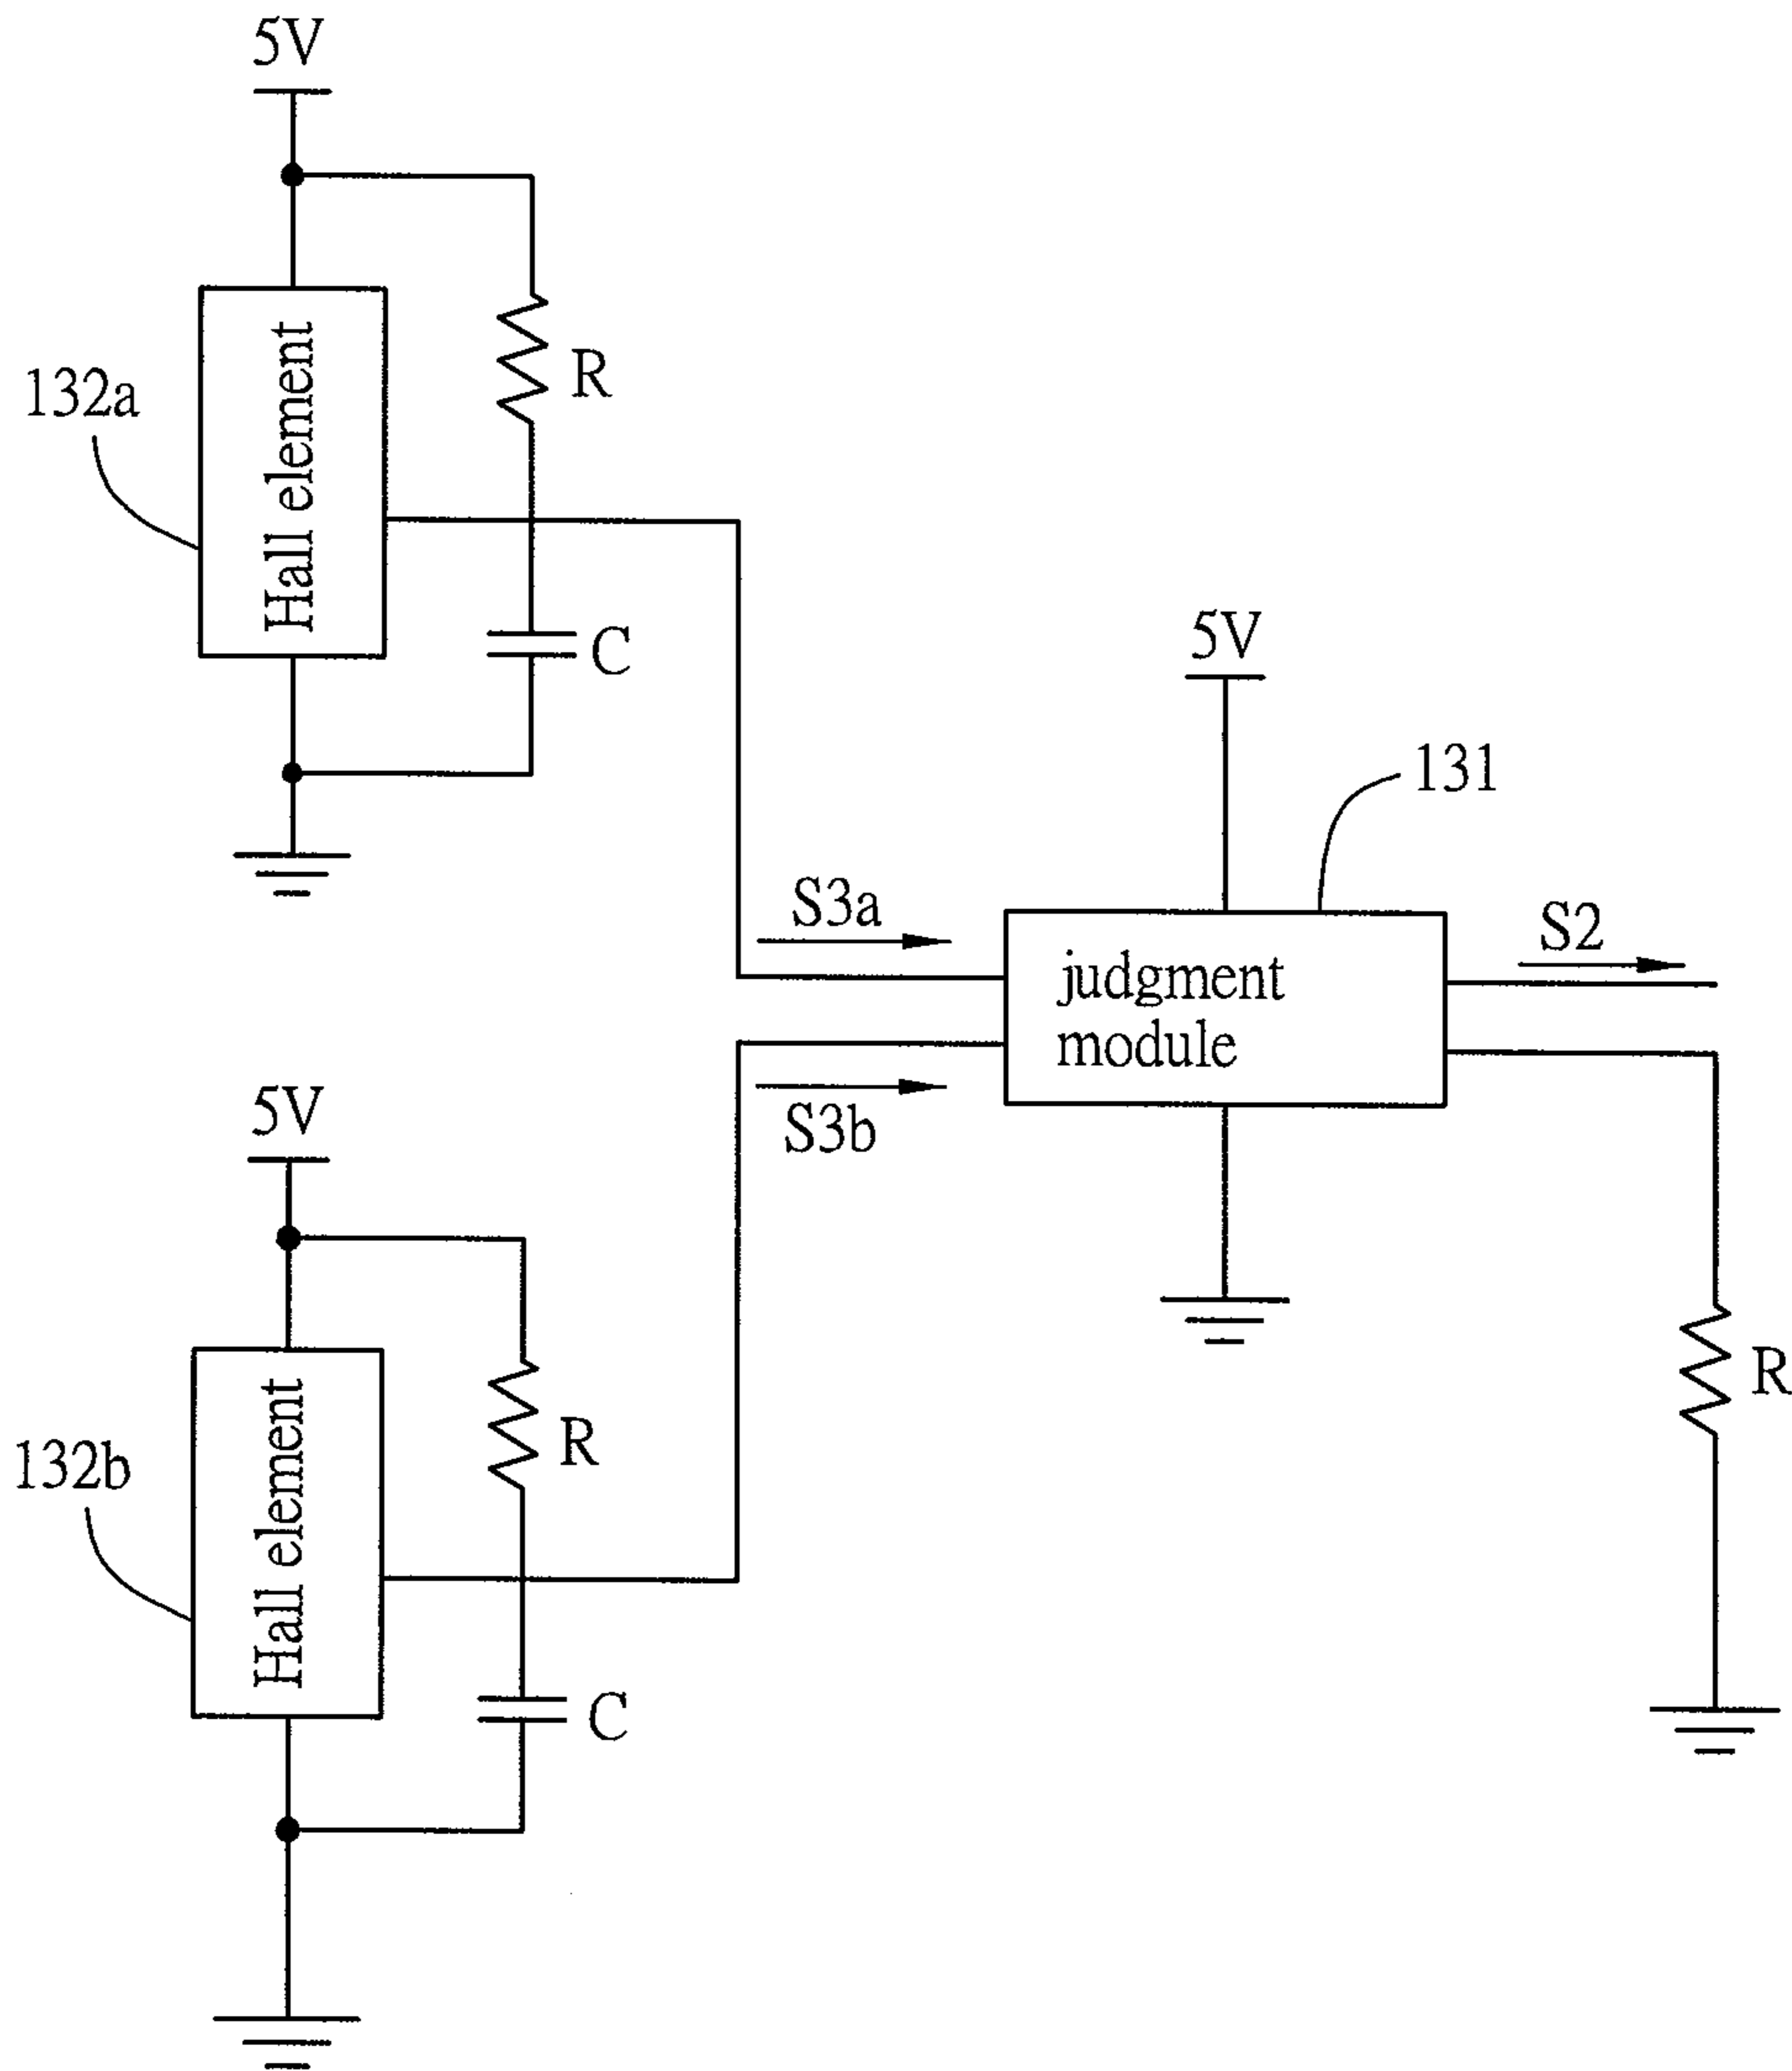 5V
Hall element
R
132a
C
5V
131
S3a
judgment
module
S2
S3b
5V
R
Hall element
132b
R
C